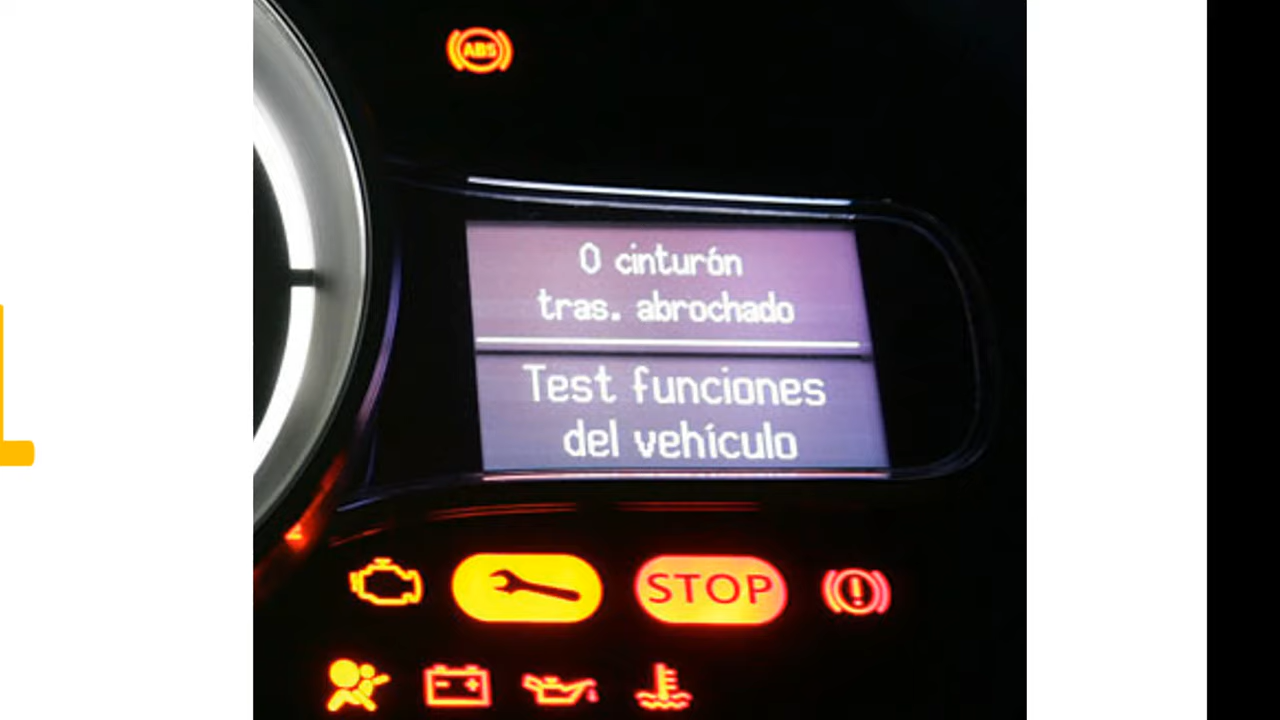 ABS
0 cinturón
tras. abrochado
Test funciones
del vehículo
STOP